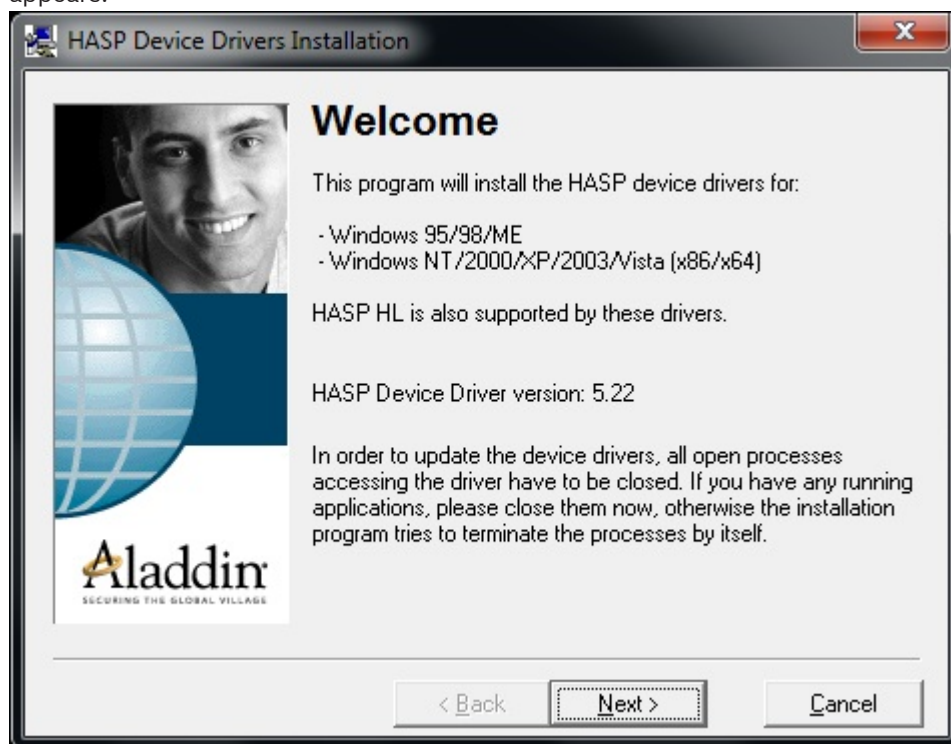 appears.
HASP Device Drivers Installation
Welcome
This program will install the HASP device drivers for:
- Windows 95/98/ME
- Windows NT/2000/XP/2003/Vista (x86/x64)
HASP HL is also supported by these drivers.
HASP Device Driver version: 5.22
In order to update the device drivers, all open processes
accessing the driver have to be closed. If you have any running
applications, please close them now, otherwise the installation
program tries to terminate the processes by itself.
Aladdin
SECURING THE GLOBAL VILLAGE
< Back
Next >
Cancel